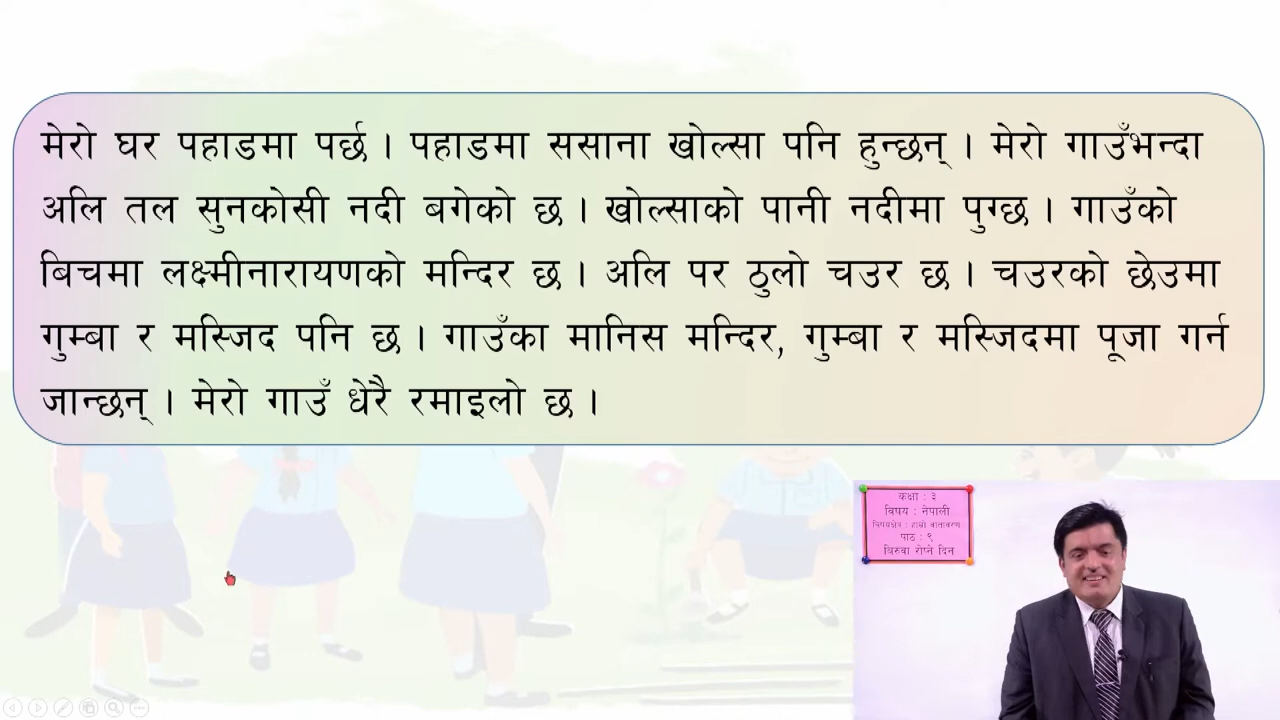 मेरो घर पहाडमा पर्छ । पहाडमा ससाना खोल्सा पनि हुन्छन् । मेरो गाउँभन्दा
अलि तल सुनकोसी नदी बगेको छ । खोल्साको पानी नदीमा पुग्छ । गाउँको
बिचमा लक्ष्मीनारायणको मन्दिर छ । अलि पर ठुलो चउर छ । चउरको छेउमा
गुम्बा र मस्जिद पनि छ । गाउँका मानिस मन्दिर, गुम्बा र मस्जिदमा पूजा गर्न
जान्छन् । मेरो गाउँ धेरै रमाइलो छ ।
कक्षा : ३
विषय : नेपाली
विषयक्षेत्र : हाम्रो वातावरण
पाठ : ९
बिरुवा रोप्ने दिन